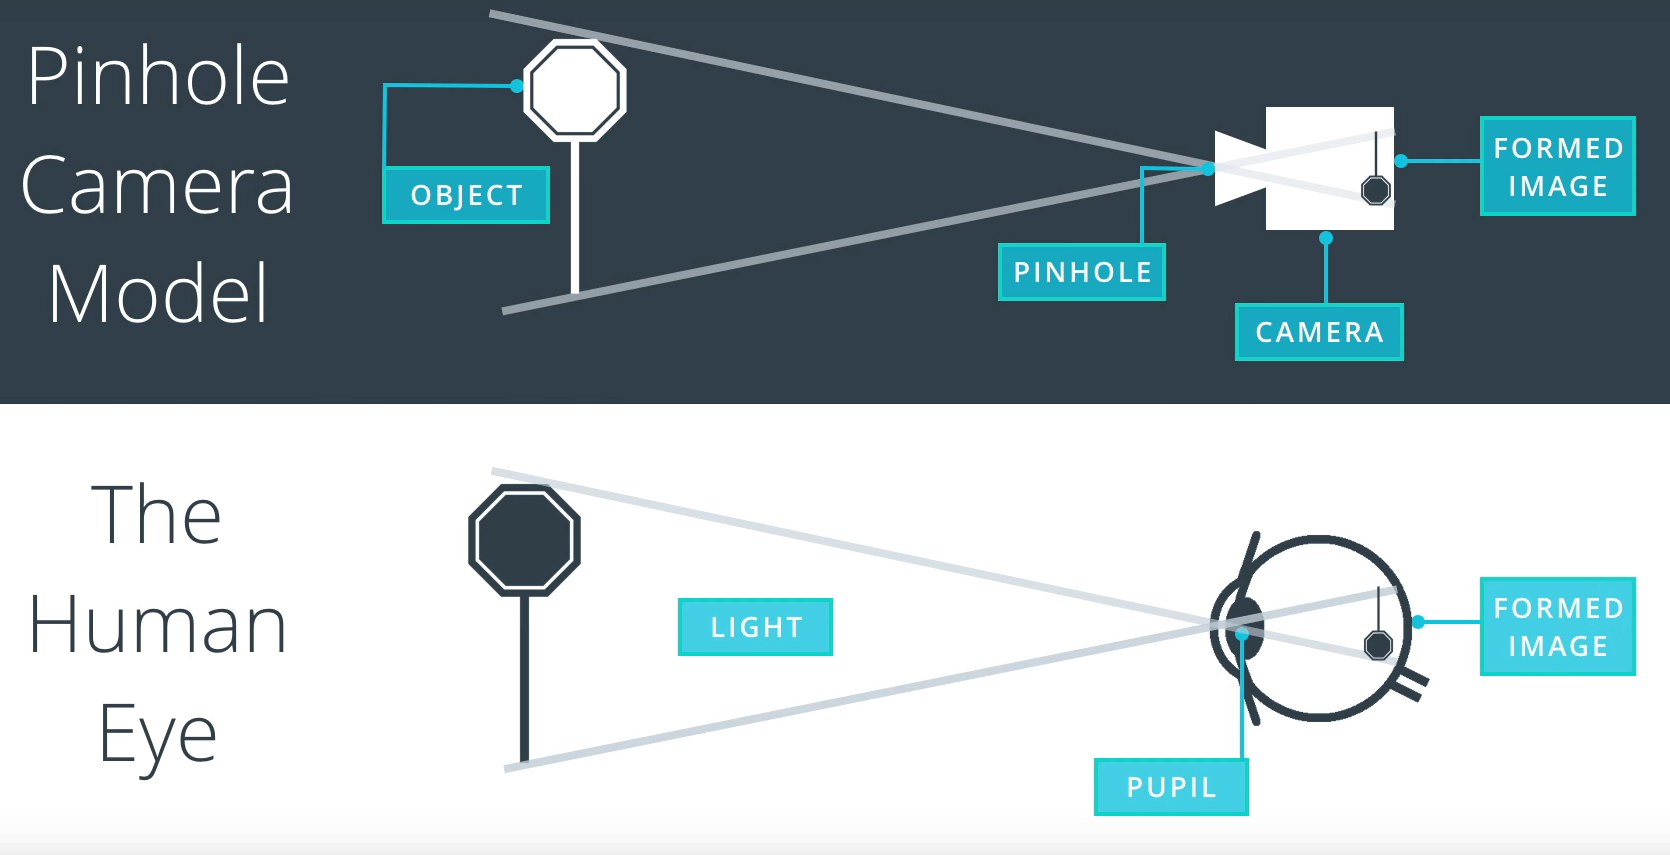 Pinhole
Camera
Model
OBJECT
PINHOLE
CAMERA
FORMED
IMAGE
The
Human
Eye
LIGHT
PUPIL
FORMED
IMAGE